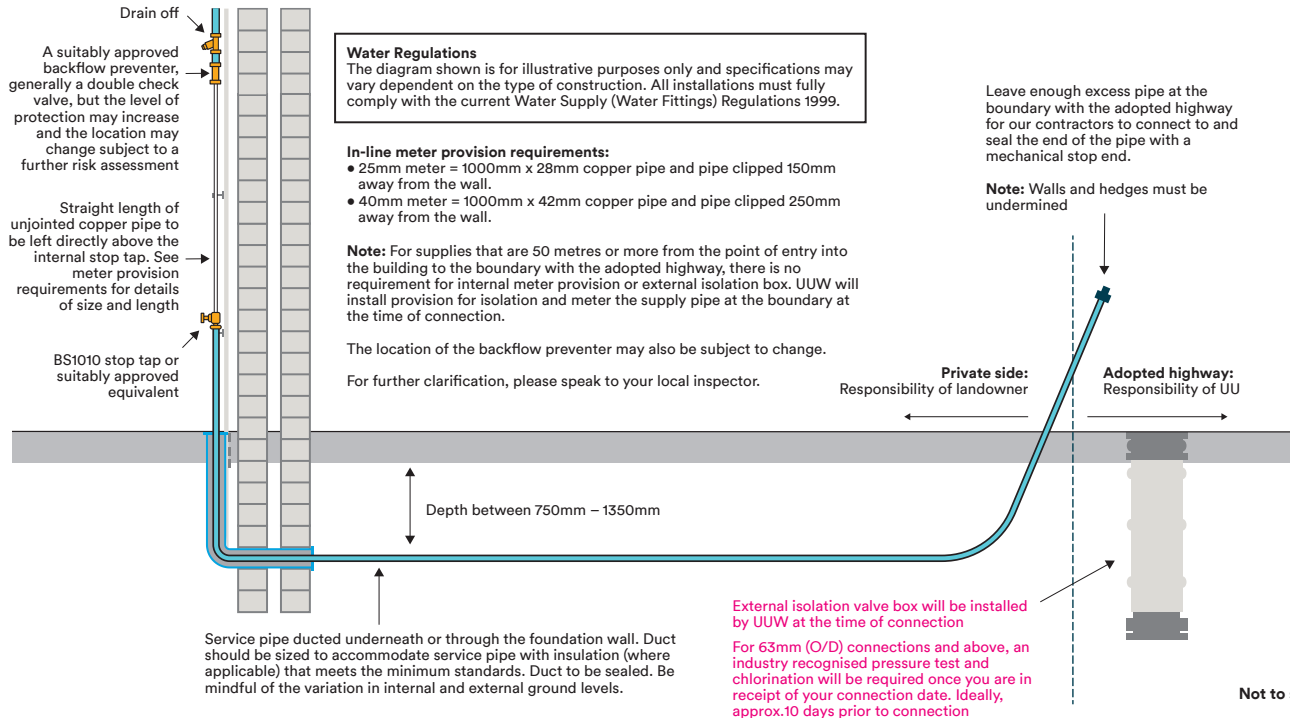 Drain off
A suitably approved
backflow preventer,
generally a double check
valve, but the level of
protection may increase
and the location may
change subject to a
further risk assessment
Straight length of
unjointed copper pipe to
be left directly above the
internal stop tap. See
meter provision
requirements for details
of size and length
BS1010 stop tap or
suitably approved
equivalent
Water Regulations
The diagram shown is for illustrative purposes only and specifications may
vary dependent on the type of construction. All installations must fully
comply with the current Water Supply (Water Fittings) Regulations 1999.
In-line meter provision requirements:
• 25mm meter = 1000mm x 28mm copper pipe and pipe clipped 150mm
away from the wall.
• 40mm meter = 1000mm x 42mm copper pipe and pipe clipped 250mm
away from the wall.
Note: For supplies that are 50 metres or more from the point of entry into
the building to the boundary with the adopted highway, there is no
requirement for internal meter provision or external isolation box. UUW will
install provision for isolation and meter the supply pipe at the boundary at
the time of connection.
The location of the backflow preventer may also be subject to change.
For further clarification, please speak to your local inspector.
Leave enough excess pipe at the
boundary with the adopted highway
for our contractors to connect to and
seal the end of the pipe with a
mechanical stop end.
Note: Walls and hedges must be
undermined
Private side:
Responsibility of landowner
Adopted highway:
Responsibility of UU
Depth between 750mm – 1350mm
Service pipe ducted underneath or through the foundation wall. Duct
should be sized to accommodate service pipe with insulation (where
applicable) that meets the minimum standards. Duct to be sealed. Be
mindful of the variation in internal and external ground levels.
External isolation valve box will be installed
by UUW at the time of connection
For 63mm (O/D) connections and above, an
industry recognised pressure test and
chlorination will be required once you are in
receipt of your connection date. Ideally,
approx.10 days prior to connection
Not to